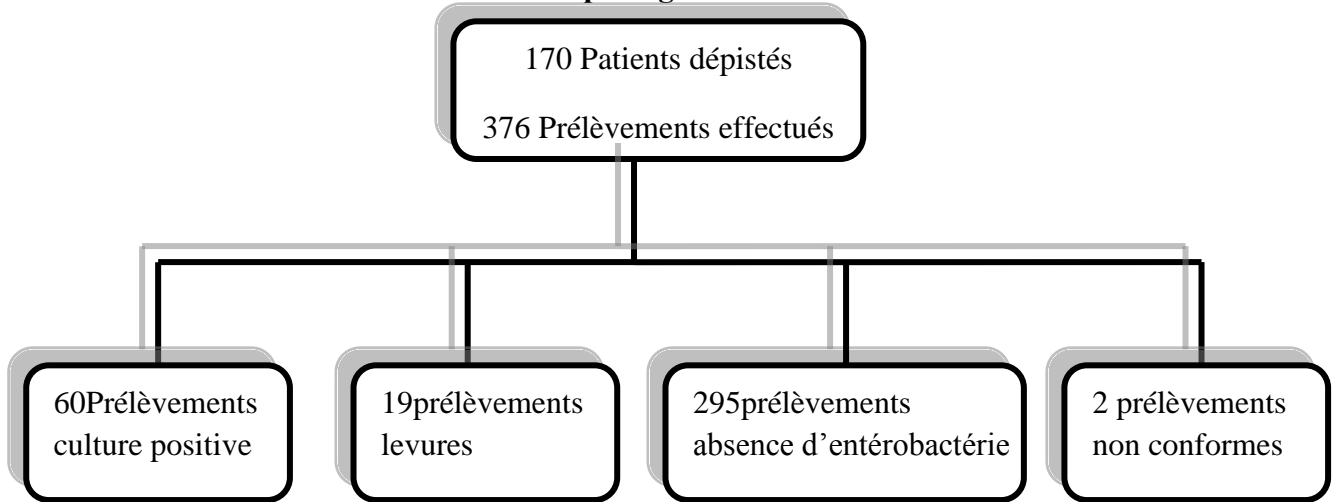 170 Patients dépistés
376 Prélèvements effectués
60Prélèvements
culture positive
19prélèvements
levures
295prélèvements
absence d’entérobactérie
2 prélèvements
non conformes